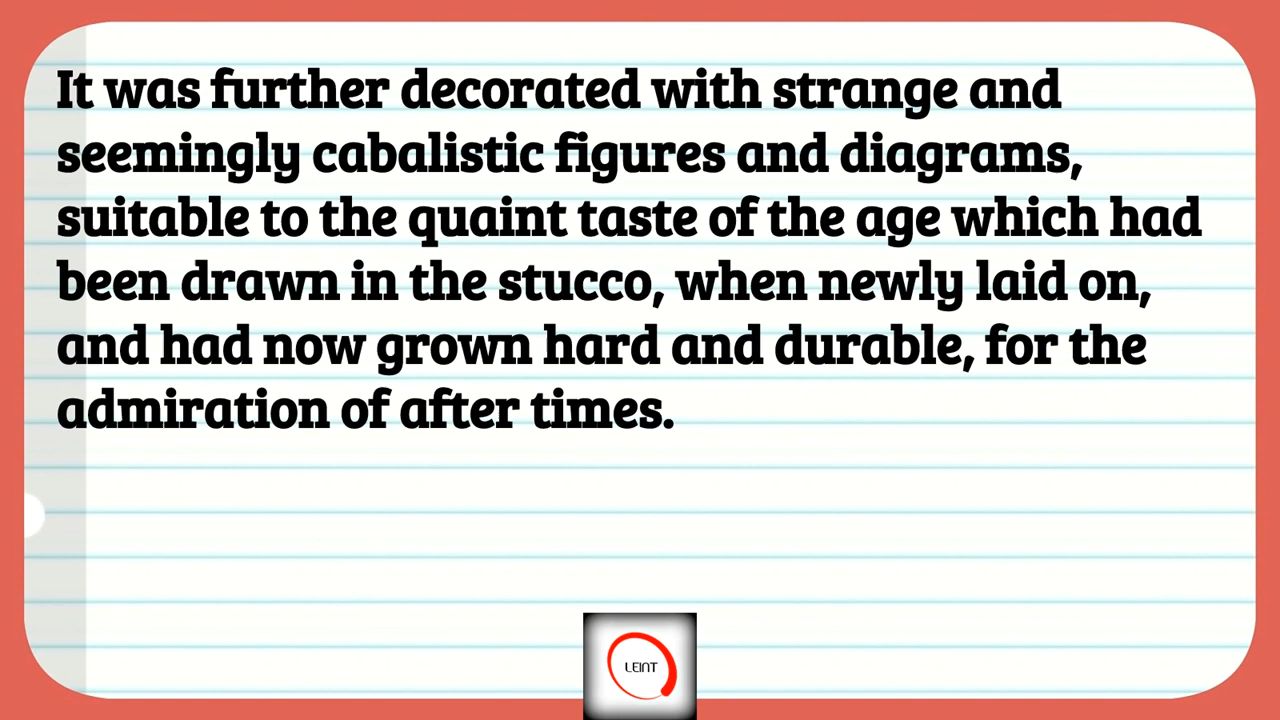 It was further decorated with strange and
seemingly cabalistic figures and diagrams,
suitable to the quaint taste of the age which had
been drawn in the stucco, when newly laid on,
and had now grown hard and durable, for the
admiration of after times.
LEINT